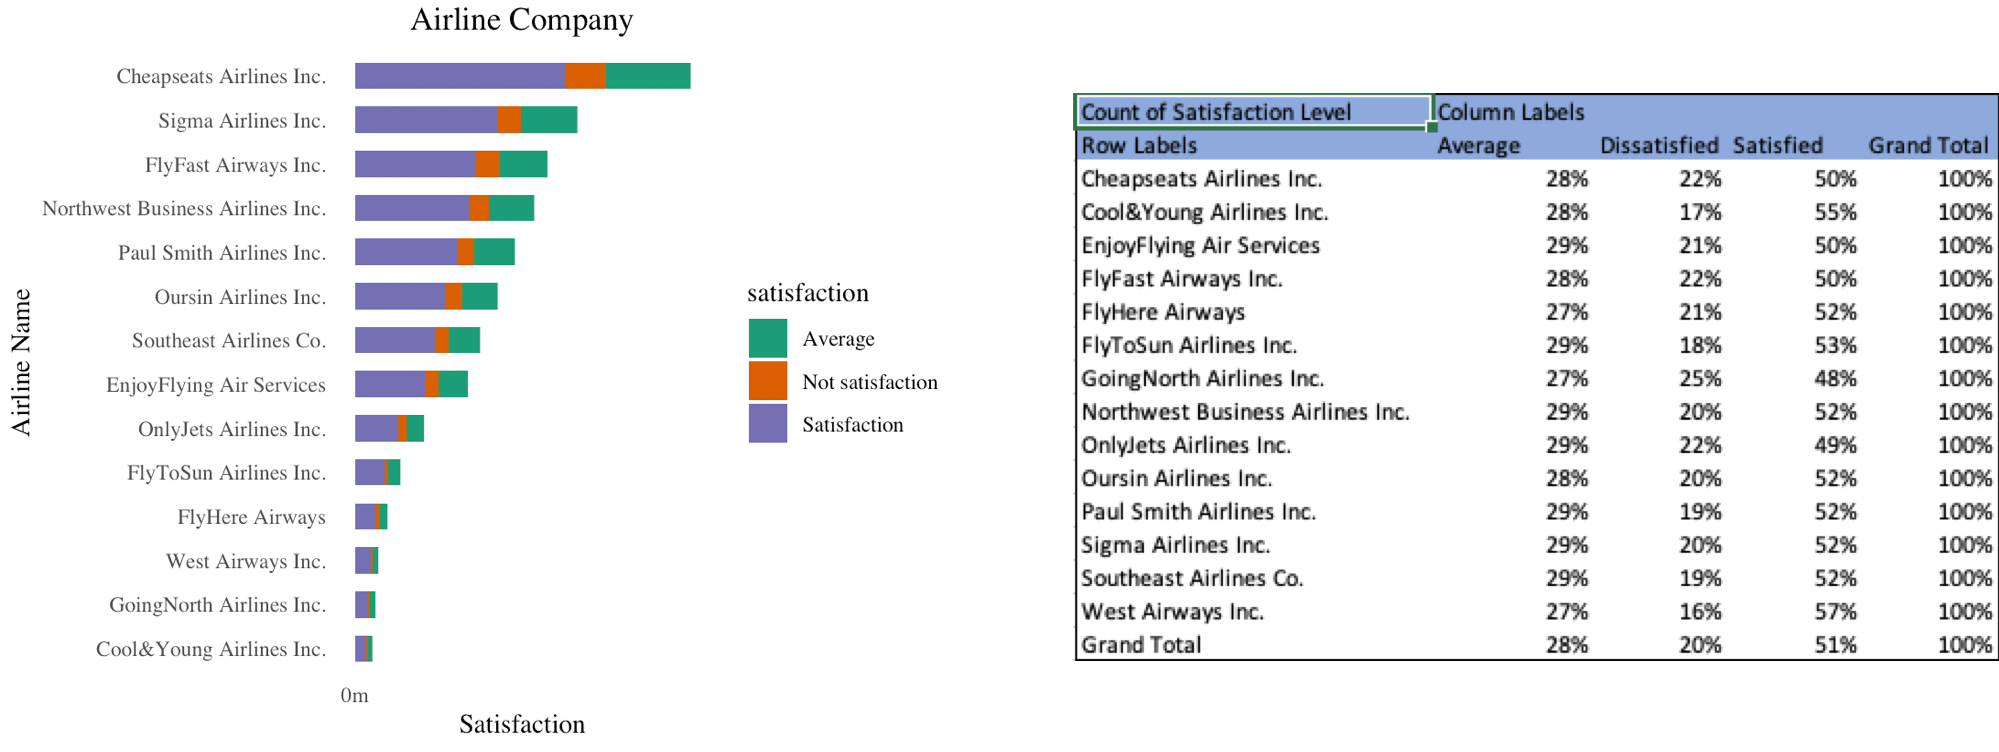 Airline Company
Airline Name
Cheapseats Airlines Inc.
Sigma Airlines Inc.
FlyFast Airways Inc.
Northwest Business Airlines Inc.
Paul Smith Airlines Inc.
Oursin Airlines Inc.
Southeast Airlines Co.
EnjoyFlying Air Services
OnlyJets Airlines Inc.
FlyToSun Airlines Inc.
FlyHere Airways
West Airways Inc.
GoingNorth Airlines Inc.
Cool&Young Airlines Inc.
0m
Satisfaction
satisfaction
Average
Not satisfaction
Satisfaction
Count of Satisfaction Level Column Labels
Row Labels Average Dissatisfied Satisfied Grand Total
Cheapseats Airlines Inc. 28% 22% 50% 100%
Cool&Young Airlines Inc. 28% 17% 55% 100%
EnjoyFlying Air Services 29% 21% 50% 100%
FlyFast Airways Inc. 28% 22% 50% 100%
FlyHere Airways 27% 21% 52% 100%
FlyToSun Airlines Inc. 29% 18% 53% 100%
GoingNorth Airlines Inc. 27% 25% 48% 100%
Northwest Business Airlines Inc. 29% 20% 52% 100%
OnlyJets Airlines Inc. 29% 22% 49% 100%
Oursin Airlines Inc. 28% 20% 52% 100%
Paul Smith Airlines Inc. 29% 19% 52% 100%
Sigma Airlines Inc. 29% 20% 52% 100%
Southeast Airlines Co. 29% 19% 52% 100%
West Airways Inc. 27% 16% 57% 100%
Grand Total 28% 20% 51% 100%